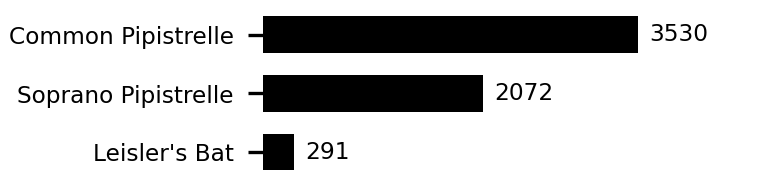 Common Pipistrelle 3530
Soprano Pipistrelle 2072
Leisler's Bat 291